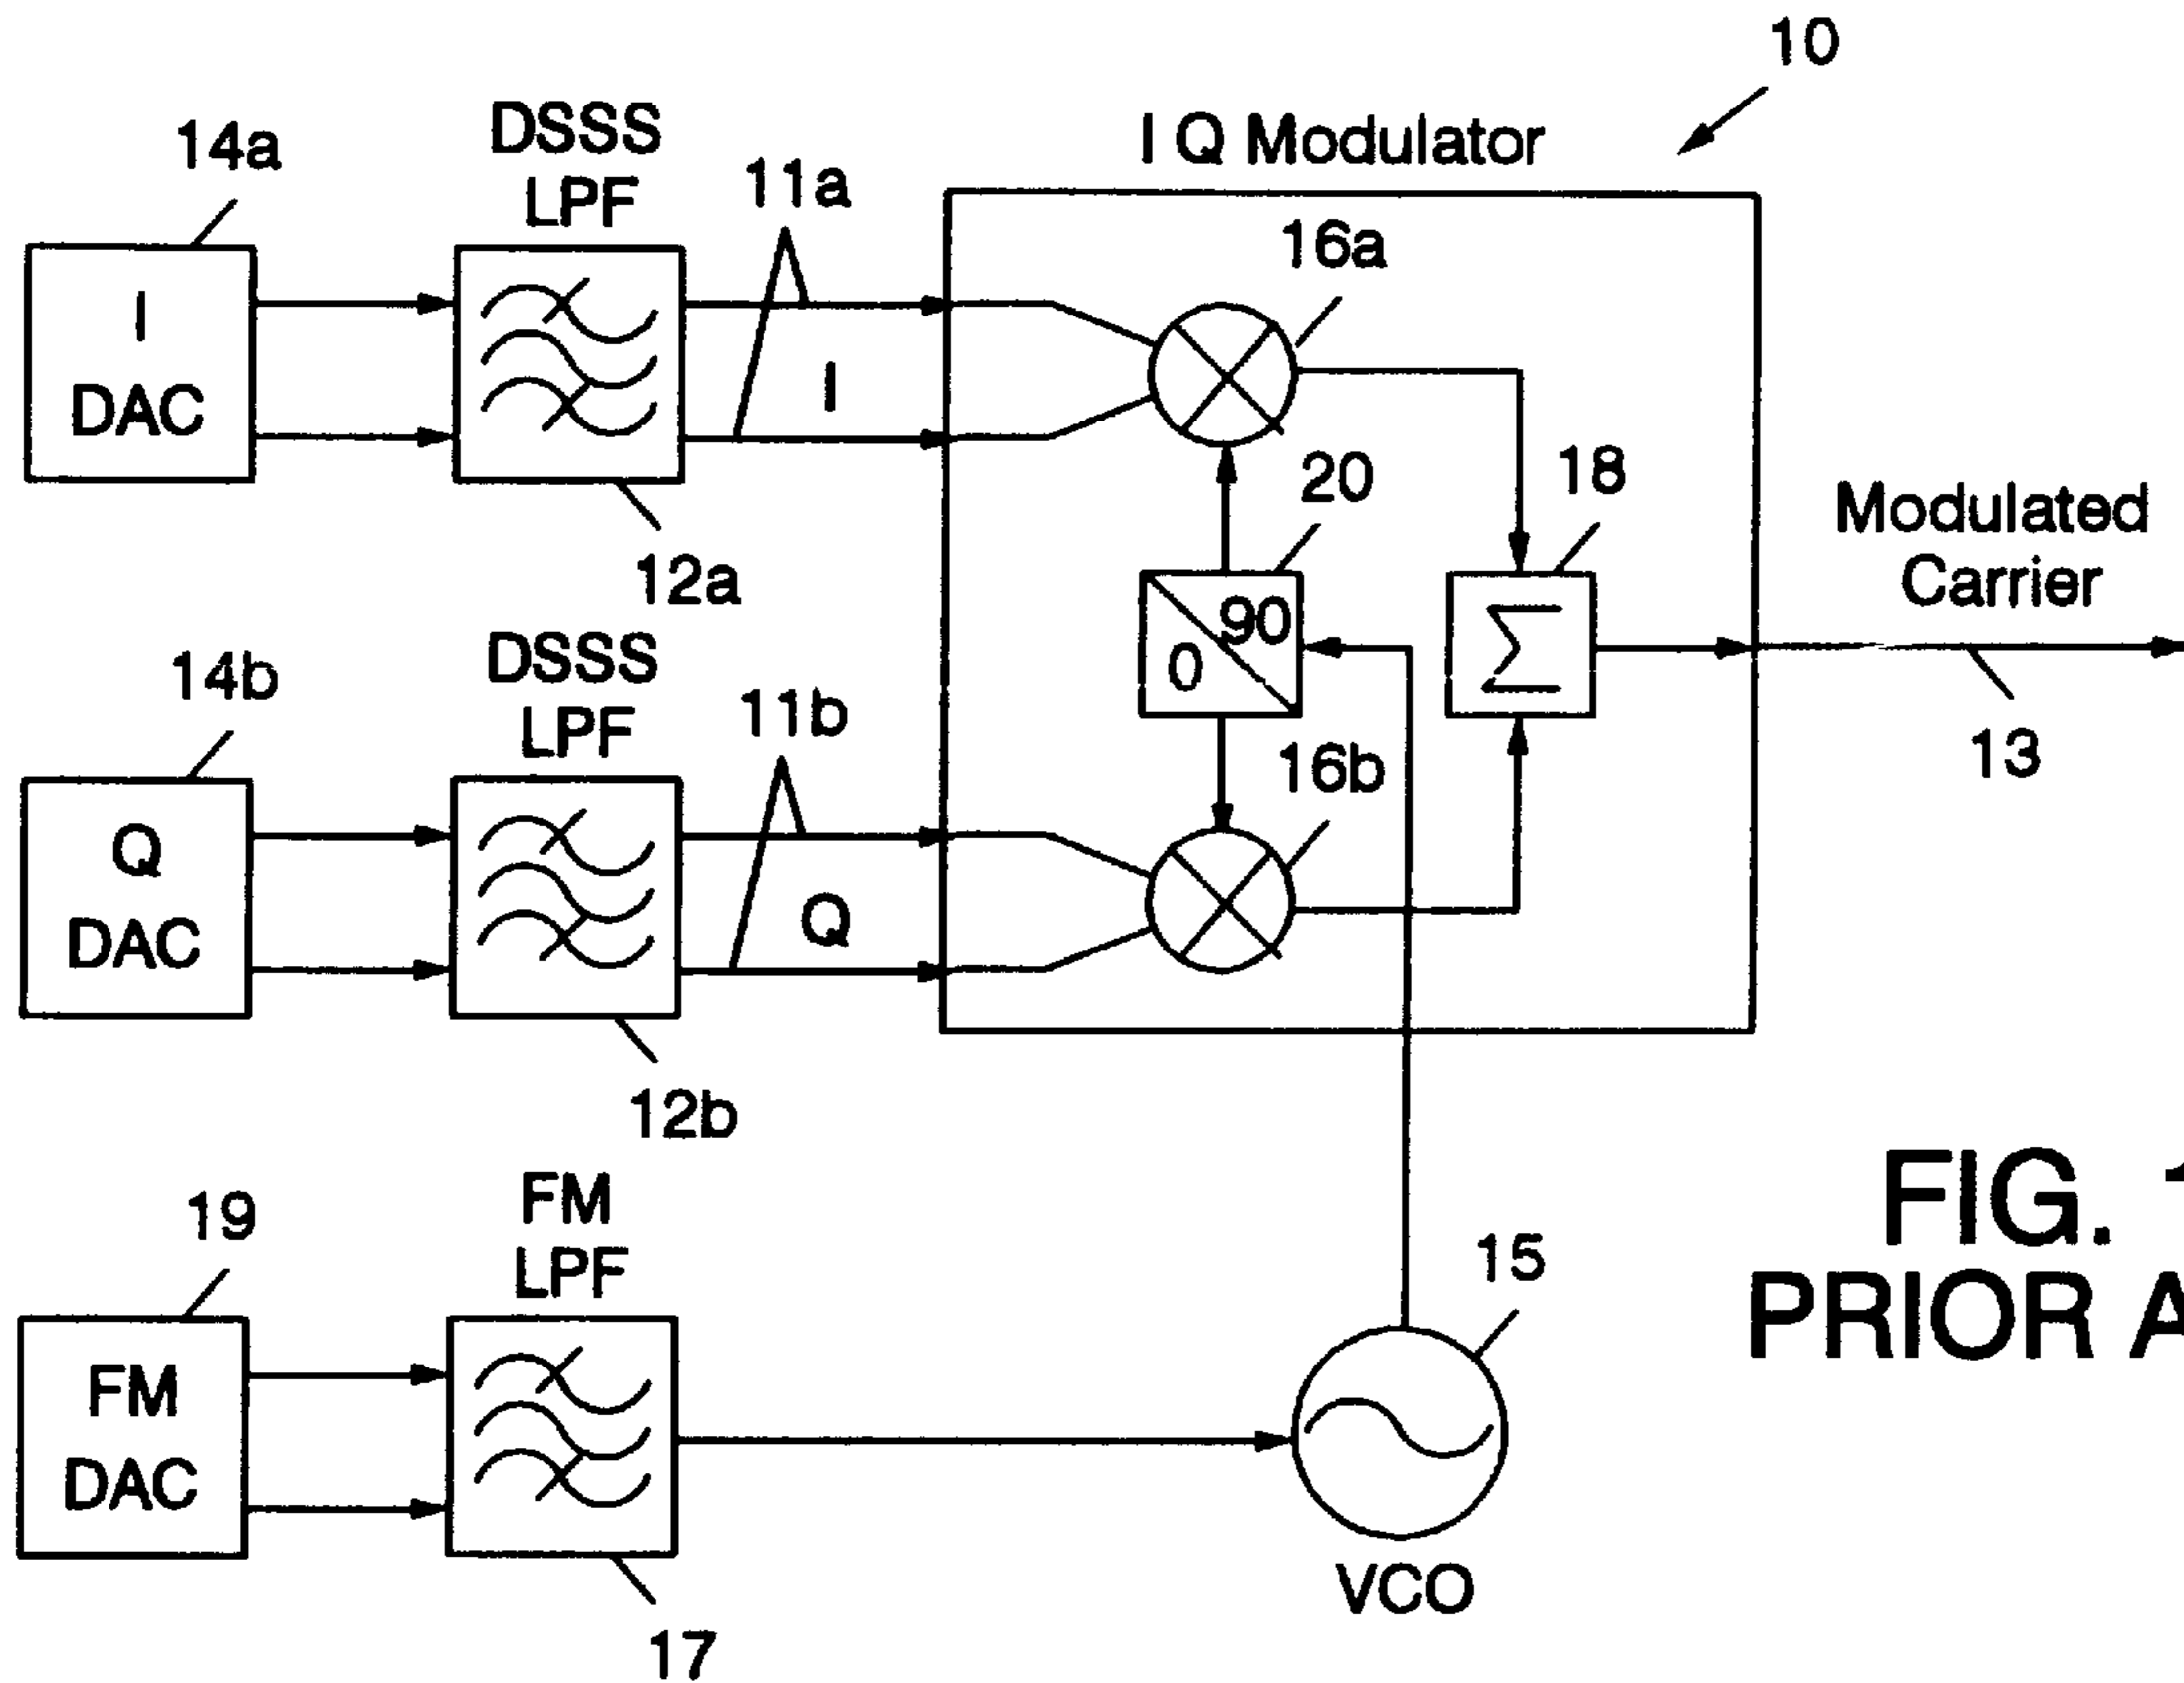 10
I Q Modulator
14a
DSSS
LPF
11a
16a
I
DAC
I
12a
20
18
90
0
Σ
Modulated
Carrier
13
14b
DSSS
LPF
11b
16b
Q
DAC
Q
12b
19
FM
LPF
15
FM
DAC
17
VCO
FIG.
PRIOR